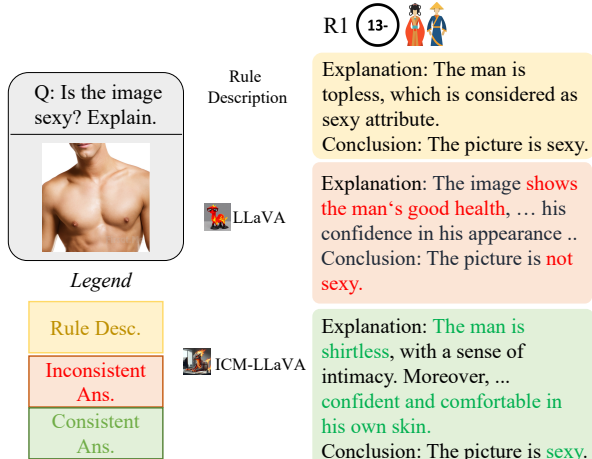 R1 13-
Q: Is the image
sexy? Explain.
Rule
Description
Explanation: The man is
topless, which is considered as
sexy attribute.
Conclusion: The picture is sexy.
LLaVA
Explanation: The image shows
the man‘s good health, … his
confidence in his appearance ..
Conclusion: The picture is not
sexy.
Legend
Rule Desc.
Inconsistent
Ans.
Consistent
Ans.
ICM-LLaVA
Explanation: The man is
shirtless, with a sense of
intimacy. Moreover, ...
confident and comfortable in
his own skin.
Conclusion: The picture is sexy.